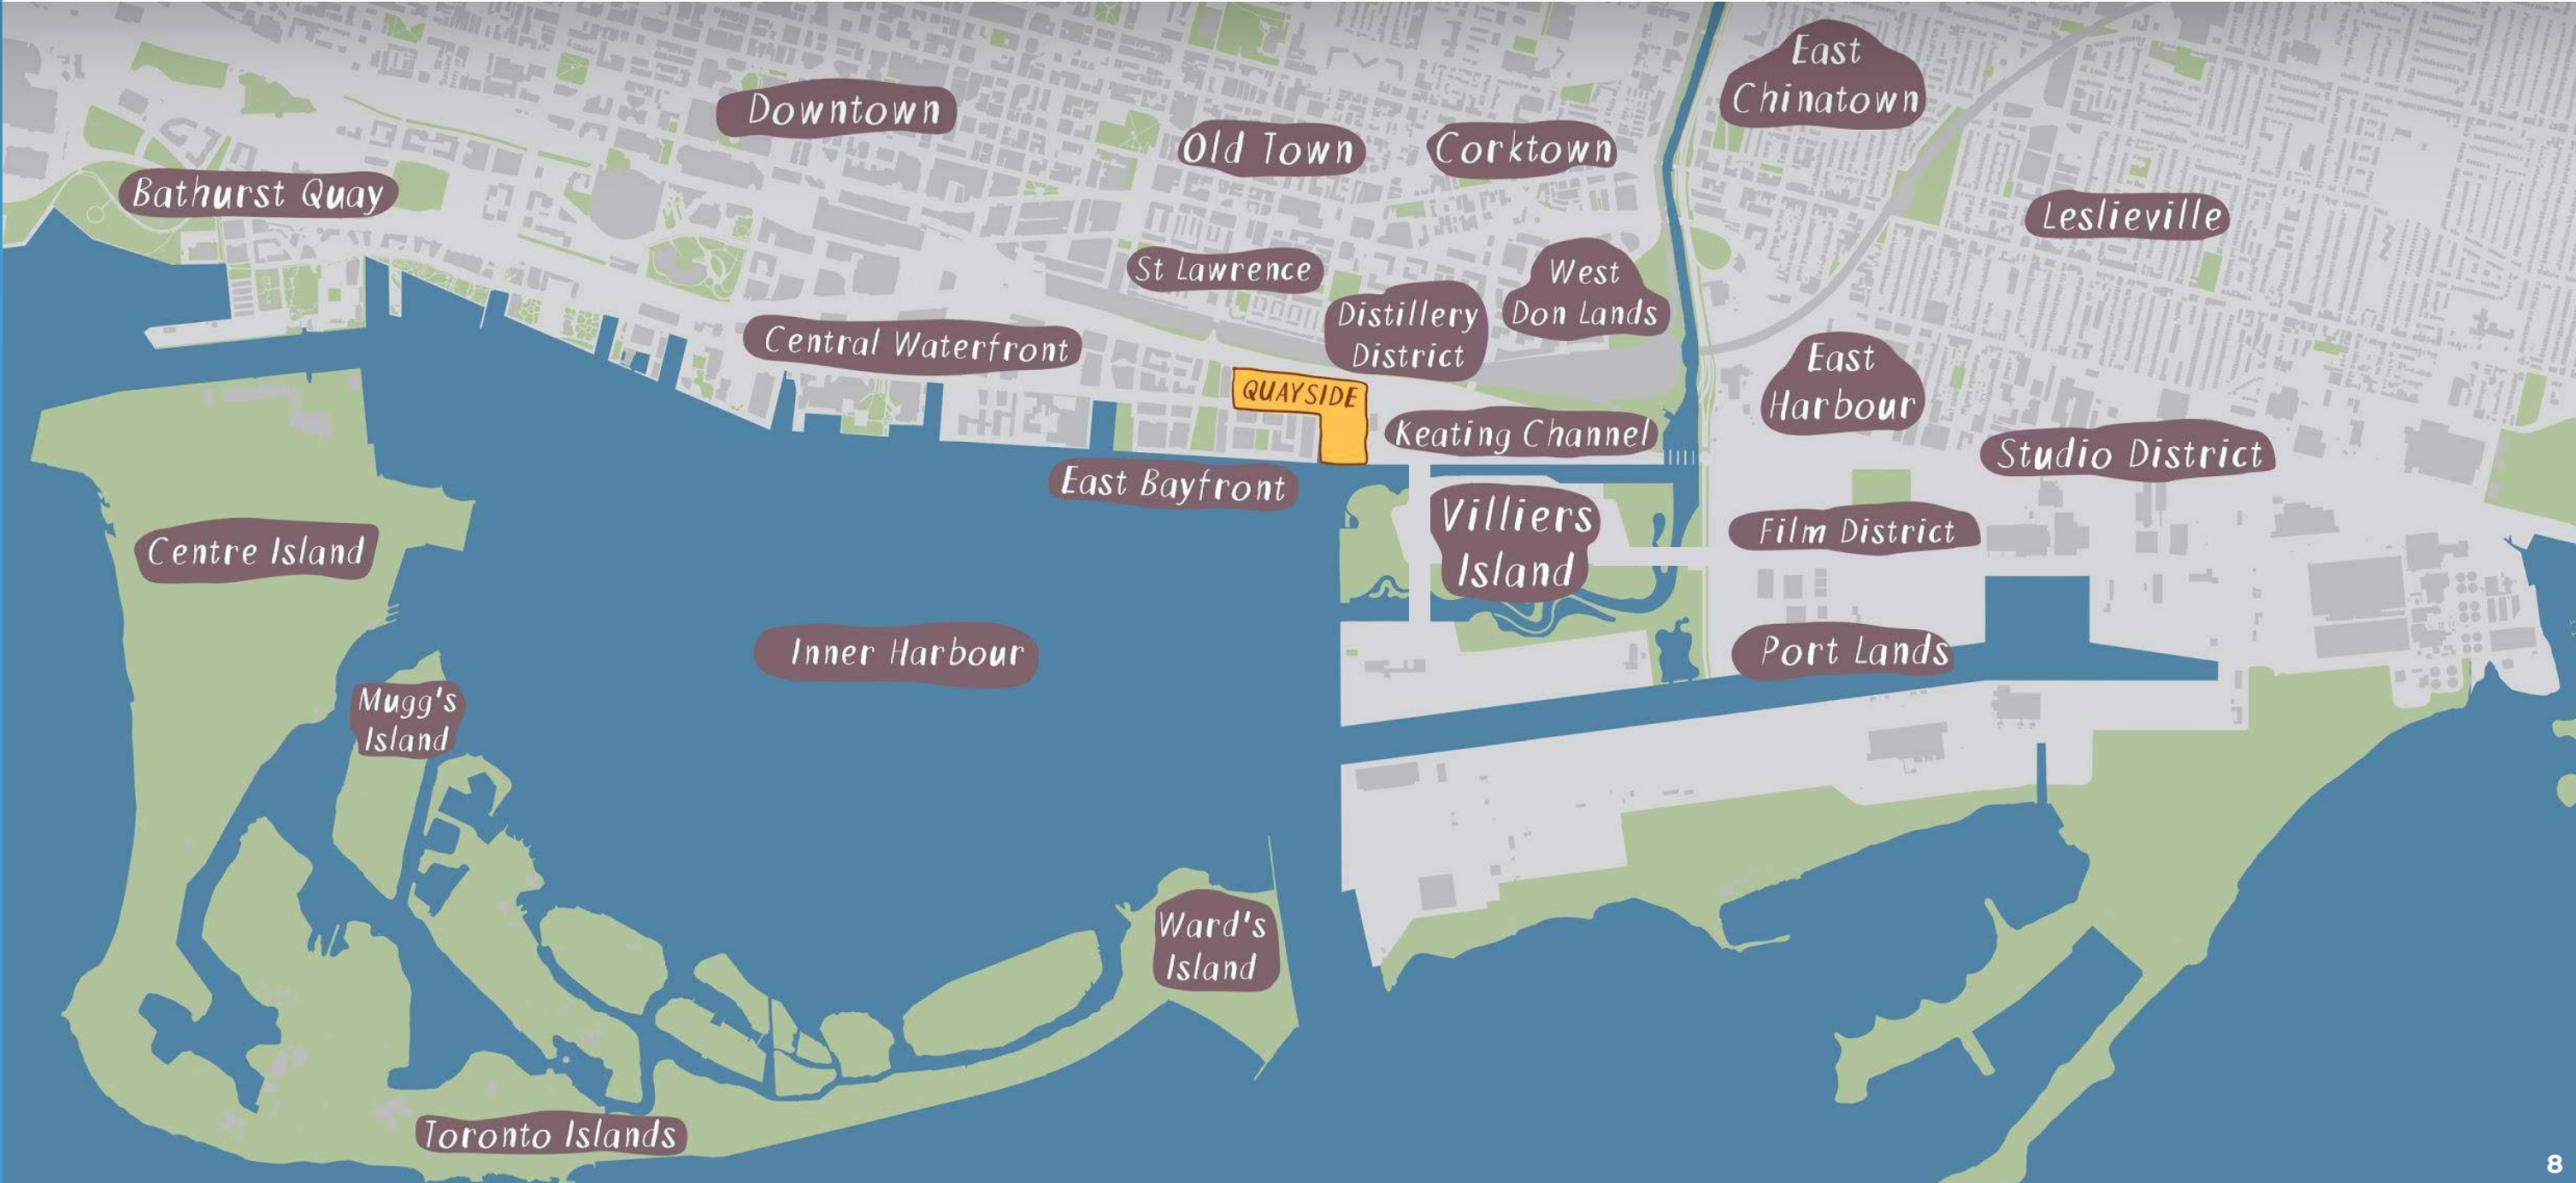 East
Chinatown
Downtown
Old Town
Corktown
Bathurst Quay
Leslieville
St Lawrence
West
Don Lands
Distillery
District
Central Waterfront
East
Harbour
QUAYSIDE
Keating Channel
Studio District
East Bayfront
Villiers
Island
Film District
Centre Island
Inner Harbour
Port Lands
Mugg's
Island
Ward's
Island
Toronto Islands
8